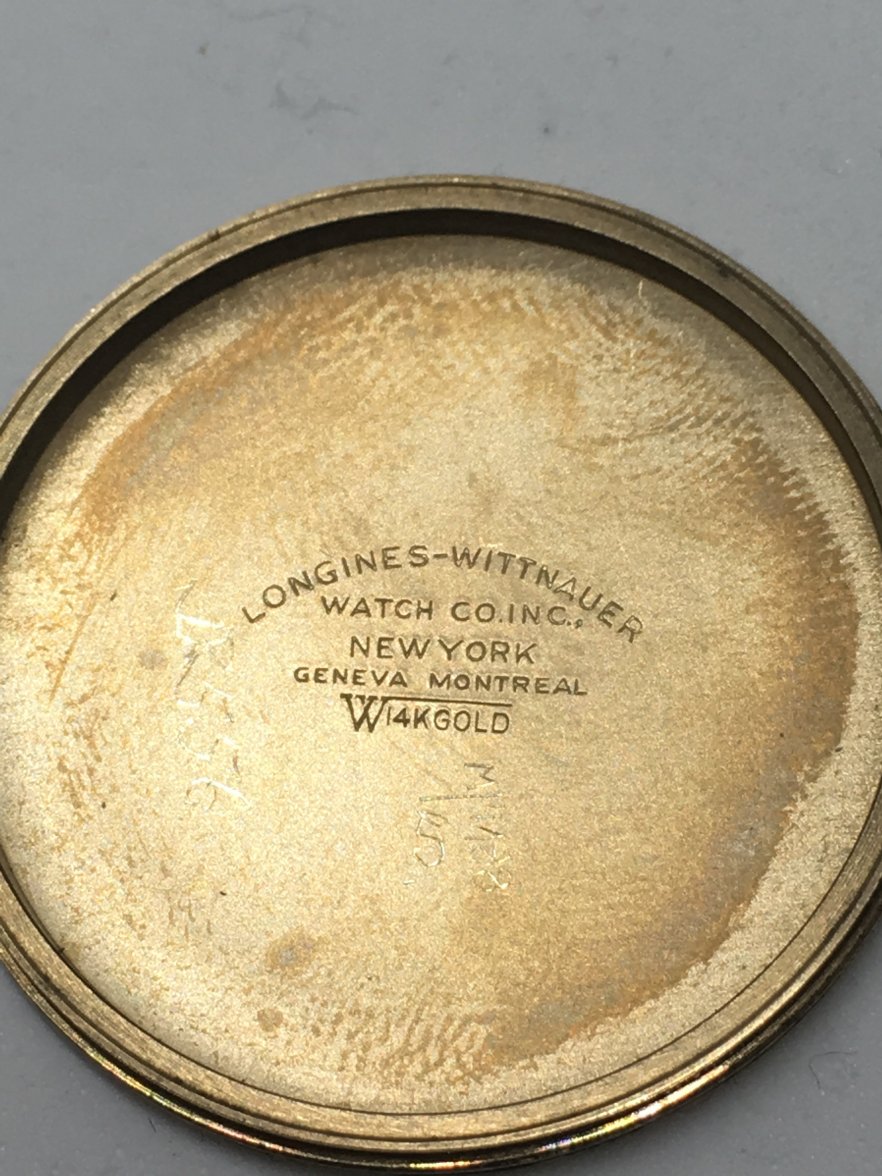 LONGINES-WITTNAUER
WATCH CO.INC.,
NEW YORK
GENEVA MONTREAL
W14KGOLD